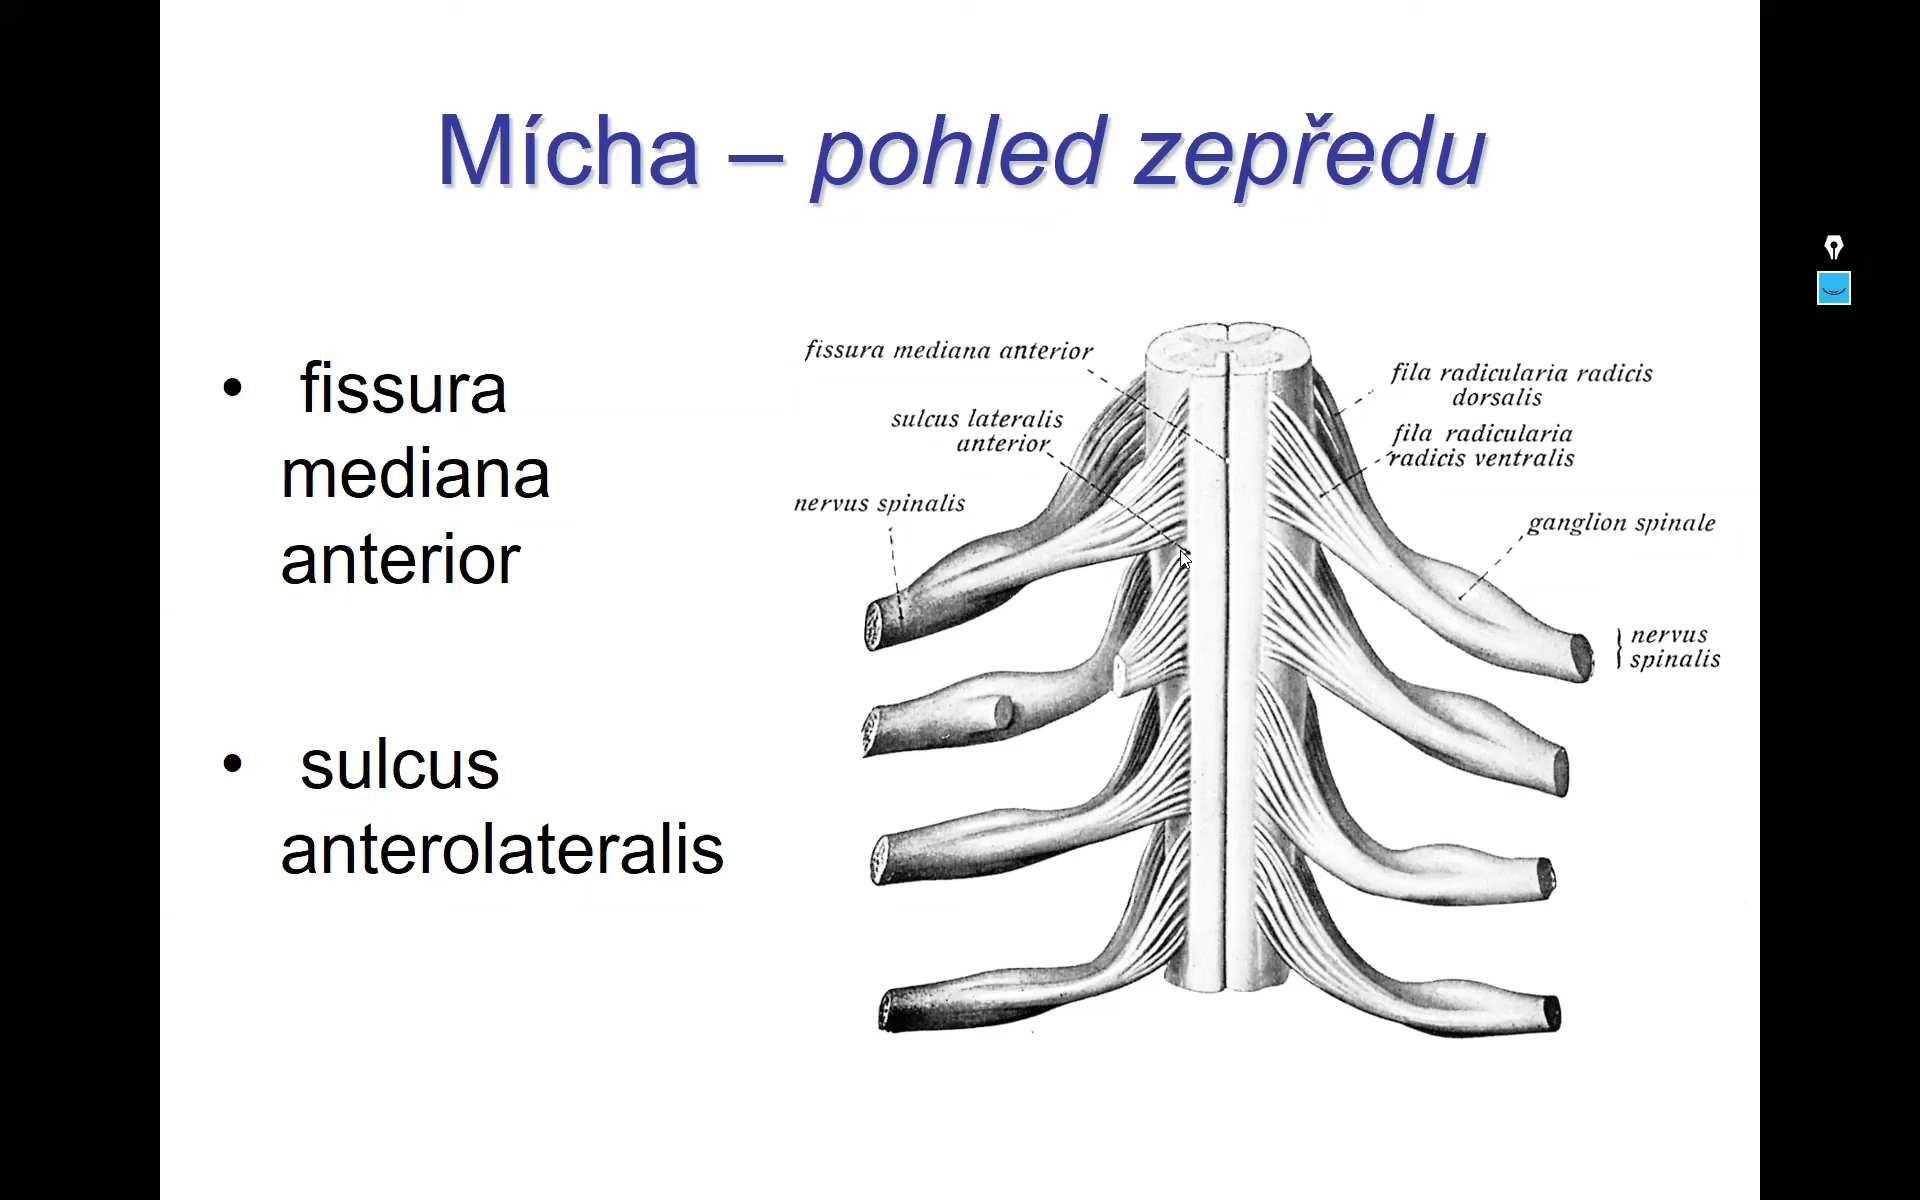 Mícha – pohled zepředu
• fissura
mediana
anterior
• sulcus
anterolateralis
fissura mediana anterior
sulcus lateralis
anterior
nervus spinalis
fila radicularia radicis
dorsalis
fila radicularia
radicis ventralis
ganglion spinale
nervus
spinalis